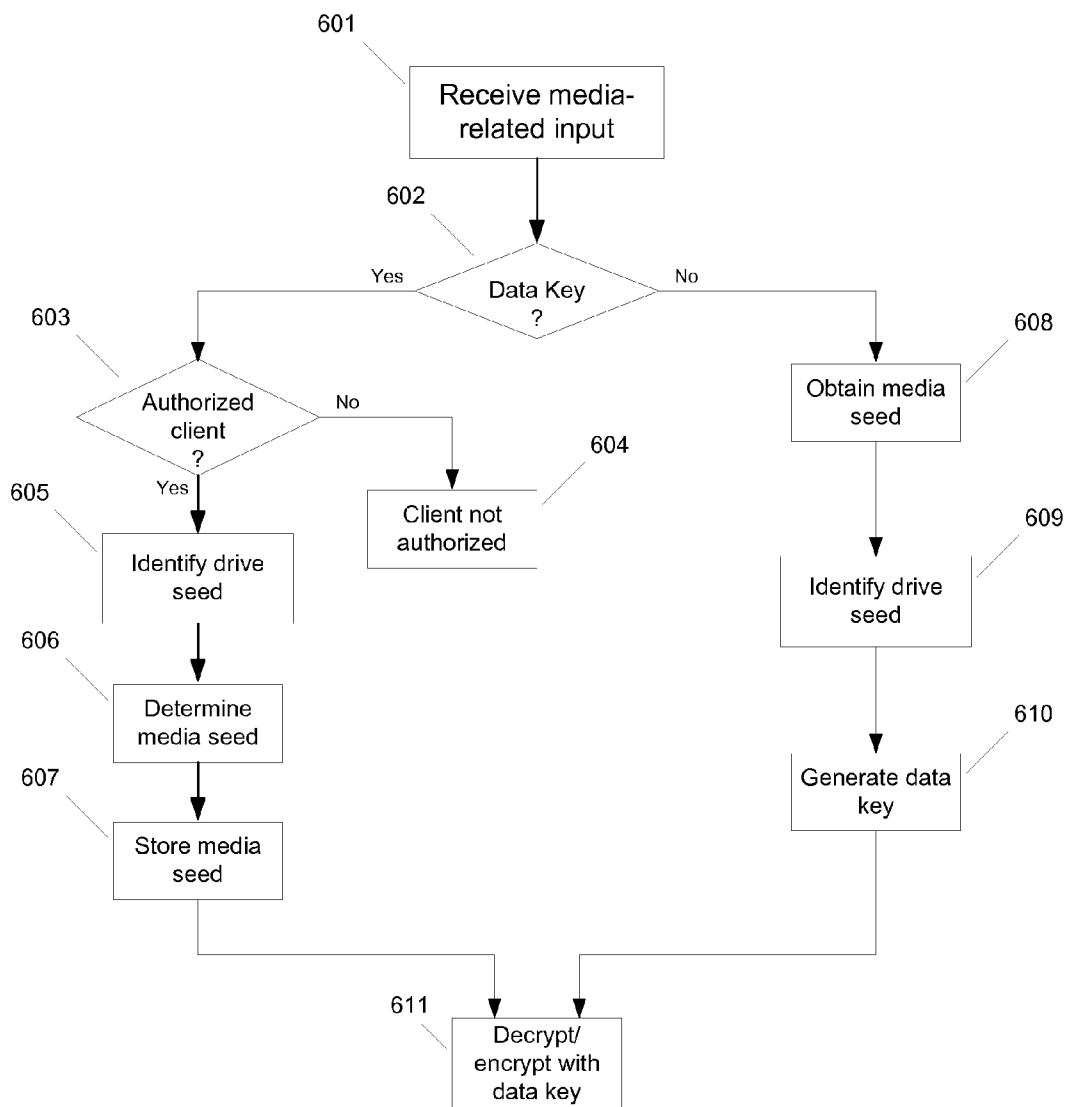 601
Receive media-
related input
602
Yes
Data Key
?
No
603
Authorized
client
?
No
Yes
604
Client not
authorized
605
Identify drive
seed
606
Determine
media seed
607
Store media
seed
608
Obtain media
seed
609
Identify drive
seed
610
Generate data
key
611
Decrypt/
encrypt with
data key